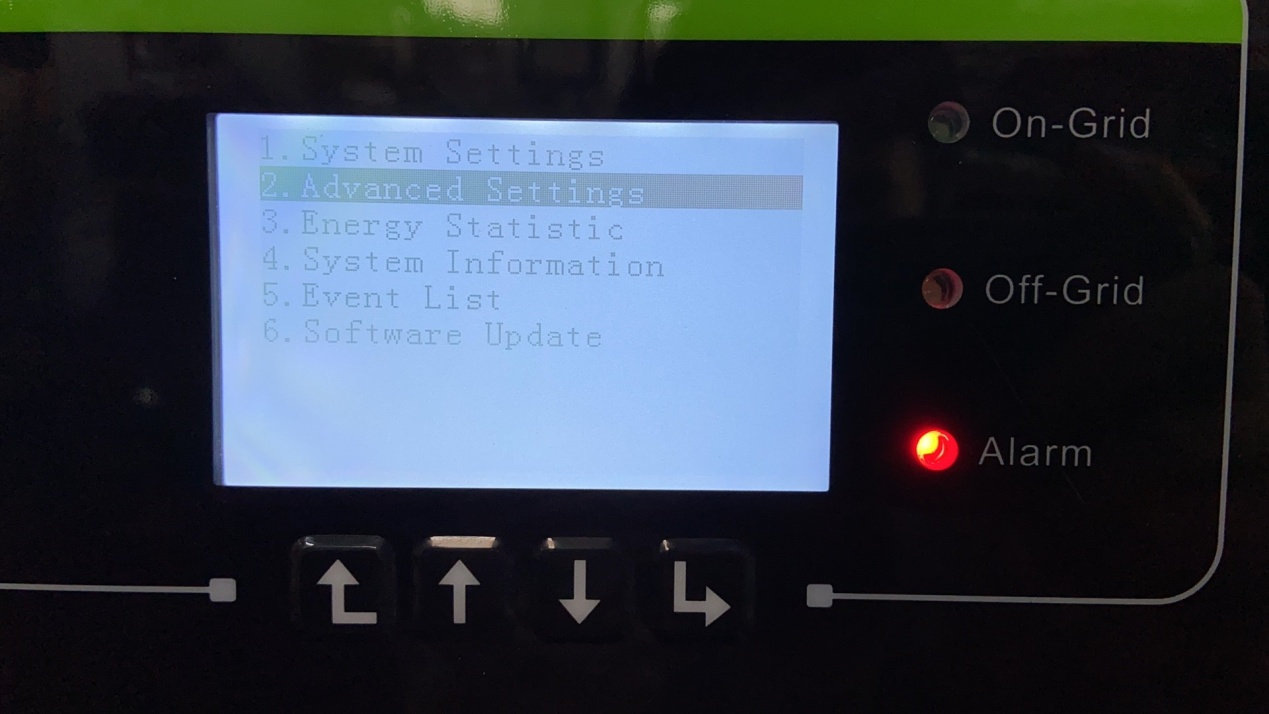 1. System Settings
2. Advanced Settings
3. Energy Statistic
4. System Information
5. Event List
6. Software Update
On-Grid
Off-Grid
Alarm